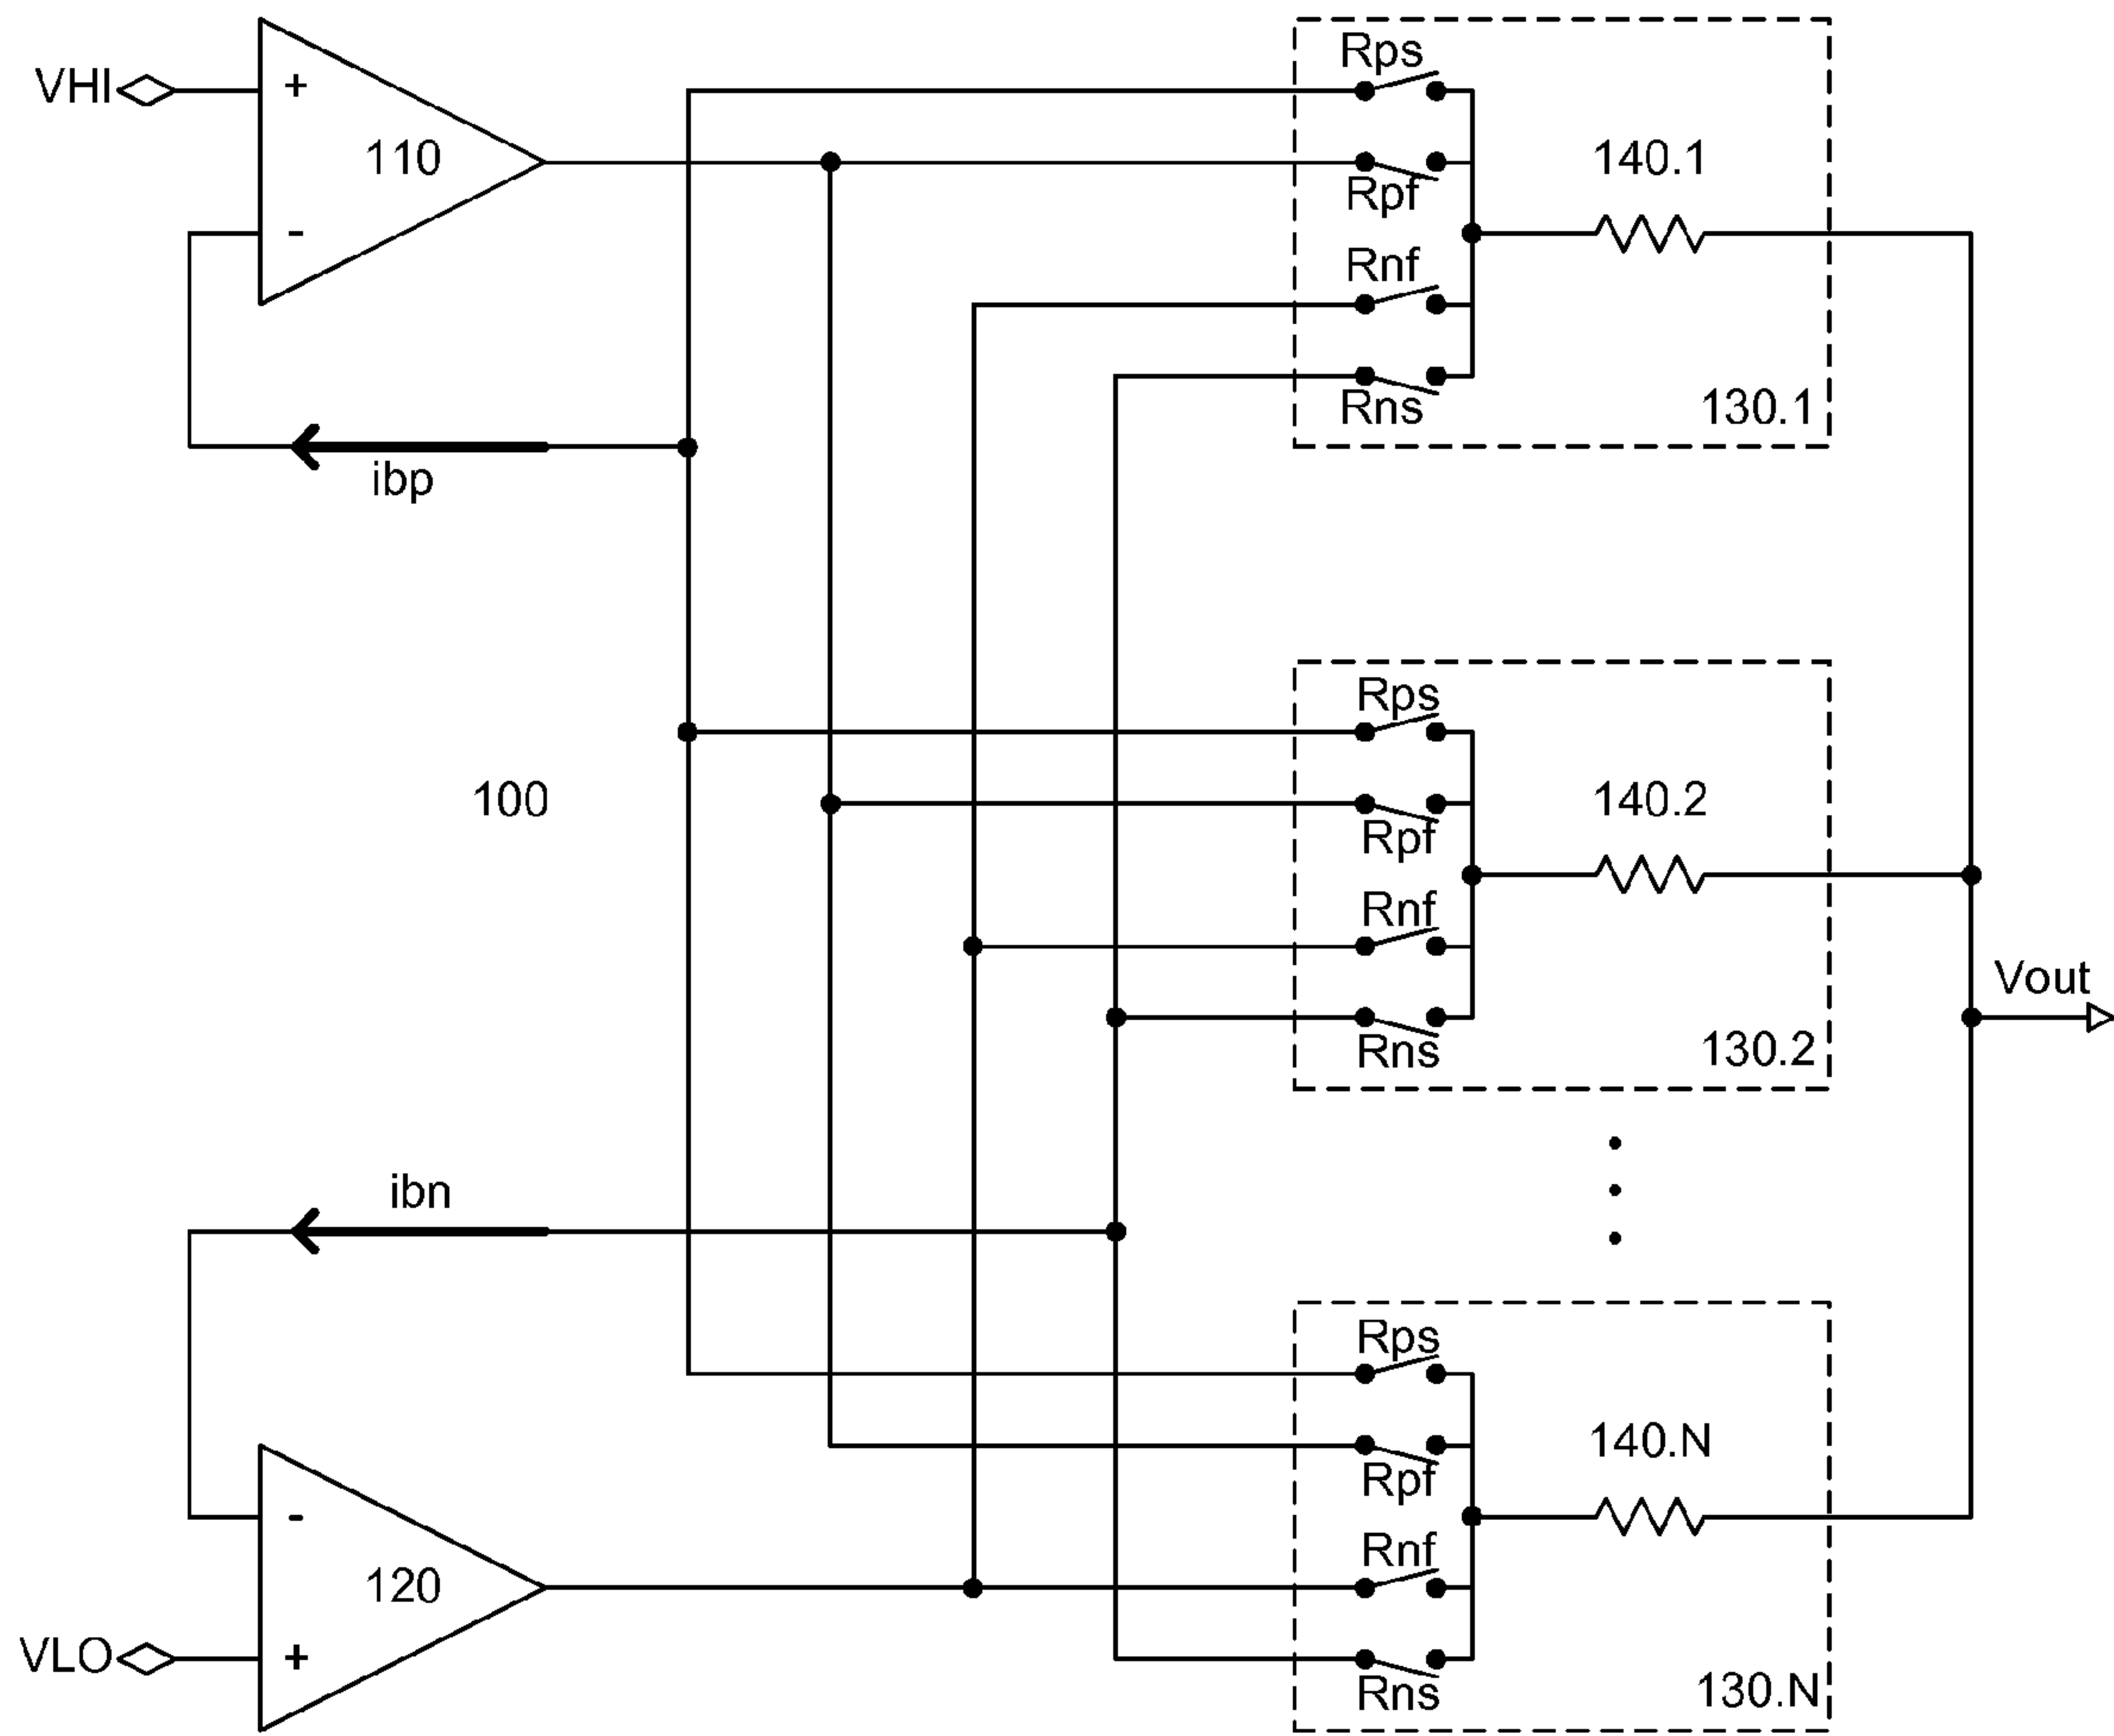 Rps
VHI
+
110
Rpf
140.1
-
Rnf
Rns
130.1
ibp
Rps
100
Rpf
140.2
Rnf
Vout
Rns
130.2
ibn
Rps
Rpf
140.N
-
Rnf
120
VLO
+
Rns
130.N